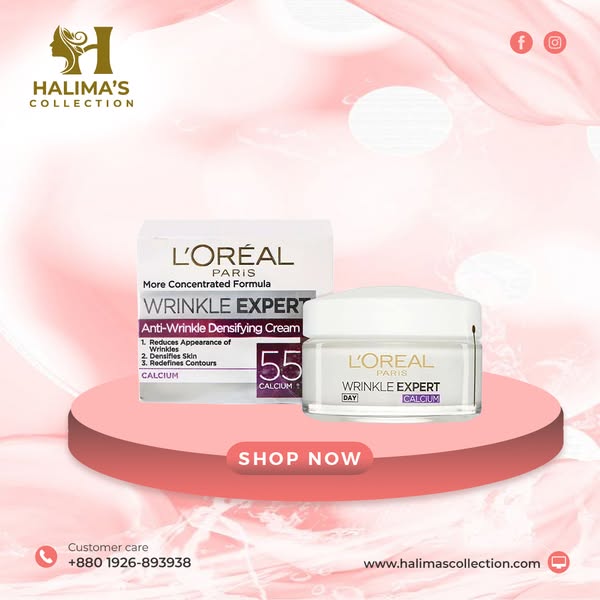 HALIMA'S
COLLECTION
L'ORÉAL
PARIS
More Concentrated Formula
WRINKLE EXPERT
Anti-Wrinkle Densifying Cream
1. Reduces Appearance of
Wrinkles
2. Densifies Skin
3. Redefines Contours
CALCIUM
55
CALCIUM
L'ORÉAL
PARIS
WRINKLE EXPERT
DAY
CALCIUM
SHOP NOW
Customer care
+880 1926-893938
www.halimascollection.com